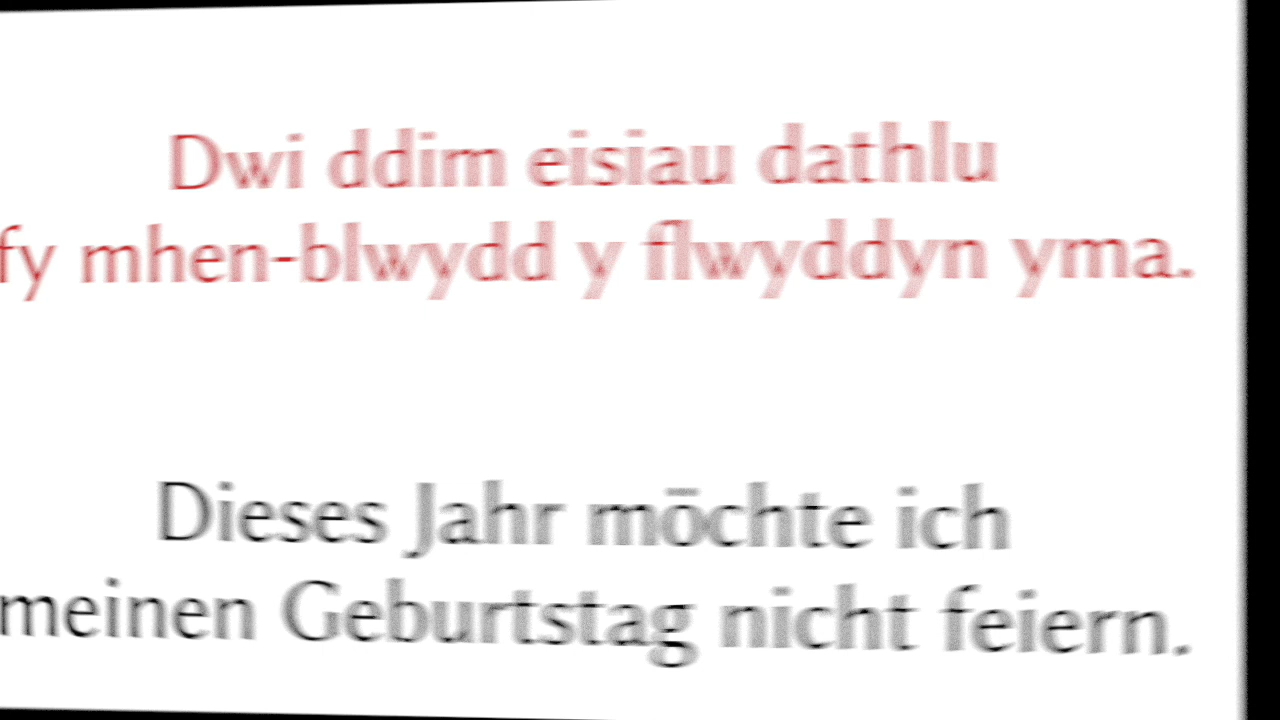 Dwi ddim eisiau dathlu
fy mhen-blwydd y flwyddyn yma.
Dieses Jahr möchte ich
meinen Geburtstag nicht feiern.